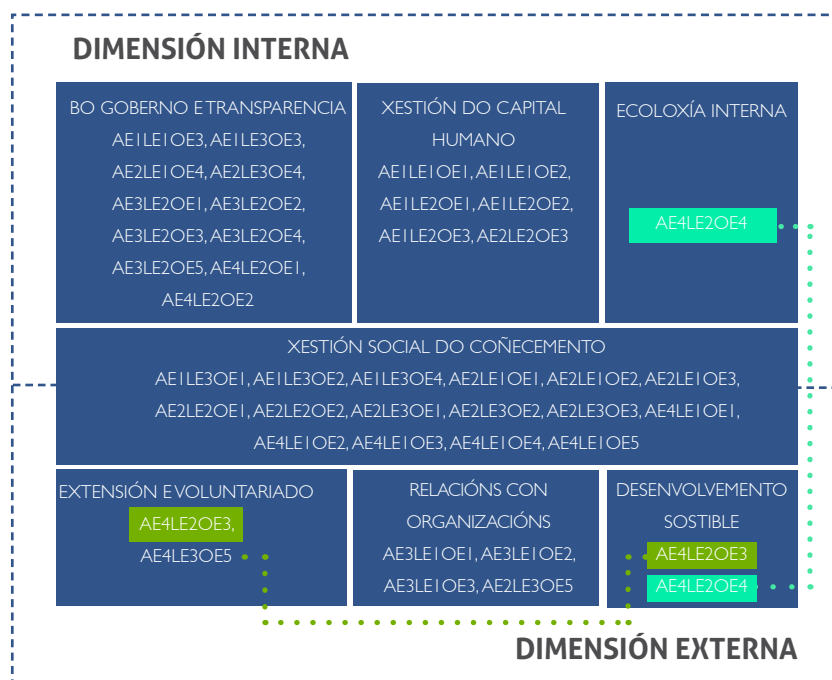 DIMENSIÓN INTERNA
BO GOBERNO E TRANSPARENCIA
AE1LE1OE3, AE1LE3OE3,
AE2LE1OE4, AE2LE3OE4,
AE3LE2OE1, AE3LE2OE2,
AE3LE2OE3, AE3LE2OE4,
AE3LE2OE5, AE4LE2OE1,
AE4LE2OE2
XESTIÓN DO CAPITAL
HUMANO
AE1LE1OE1, AE1LE1OE2,
AE1LE2OE1, AE1LE2OE2,
AE1LE2OE3, AE2LE2OE3
ECOLOXÍA INTERNA
AE4LE2OE4
XESTIÓN SOCIAL DO COÑECEMENTO
AE1LE3OE1, AE1LE3OE2, AE1LE3OE4, AE2LE1OE1, AE2LE1OE2, AE2LE1OE3,
AE2LE2OE1, AE2LE2OE2, AE2LE3OE1, AE2LE3OE2, AE2LE3OE3, AE4LE1OE1,
AE4LE1OE2, AE4LE1OE3, AE4LE1OE4, AE4LE1OE5
EXTENSIÓN E VOLUNTARIADO
AE4LE2OE3,
AE4LE3OE5
RELACIÓNS CON
ORGANIZACIÓNS
AE3LE1OE1, AE3LE1OE2,
AE3LE1OE3, AE2LE3OE5
DESENVOLVEMENTO
SOSTIBLE
AE4LE2OE3
AE4LE2OE4
DIMENSIÓN EXTERNA